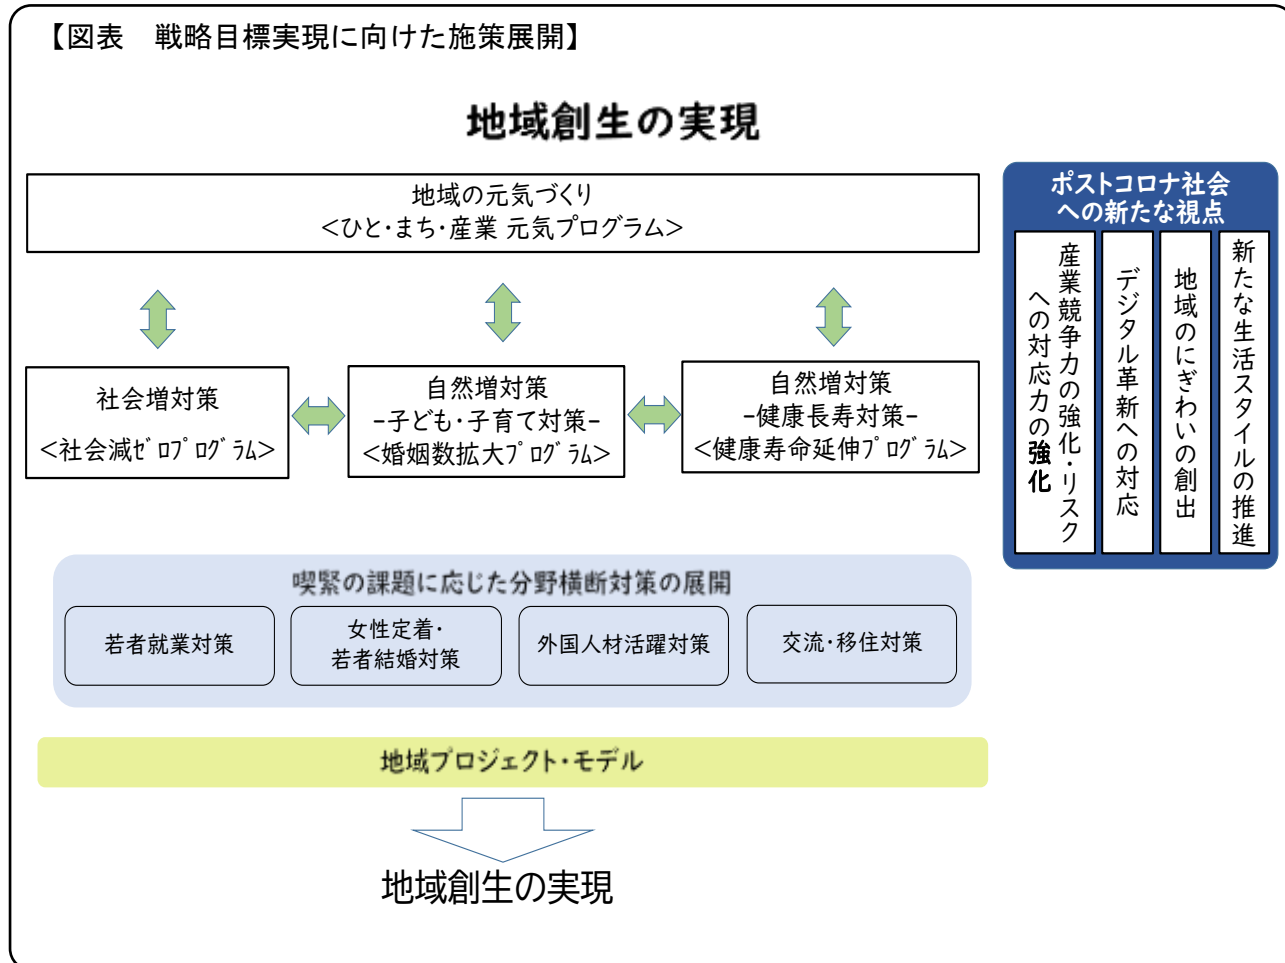 【図表　戦略目標実現に向けた施策展開】
地域創生の実現
地域の元気づくり
<ひと・まち・産業 元気プログラム>
社会増対策
<社会減ｾﾞﾛﾌﾟﾛｸﾞﾗﾑ>
自然増対策
-子ども・子育て対策-
<婚姻数拡大ﾌﾟﾛｸﾞﾗﾑ>
自然増対策
-健康長寿対策-
<健康寿命延伸ﾌﾟﾛｸﾞﾗﾑ>
ポストコロナ社会
への新たな視点
新たな生活スタイルの推進
地域のにぎわいの創出
デジタル革新への対応
産業競争力の強化・リスク
への対応力の強化
喫緊の課題に応じた分野横断対策の展開
若者就業対策
女性定着・
若者結婚対策
外国人材活躍対策
交流・移住対策
地域プロジェクト・モデル
地域創生の実現